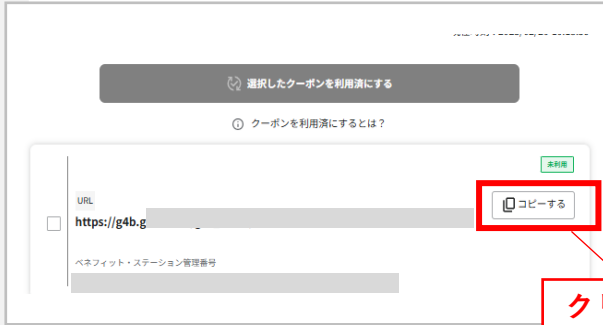 選択したクーポンを利用済にする
クーポンを利用済にするとは？
未利用
URL
コピーする
https://g4b.g
ベネフィット・ステーション管理番号